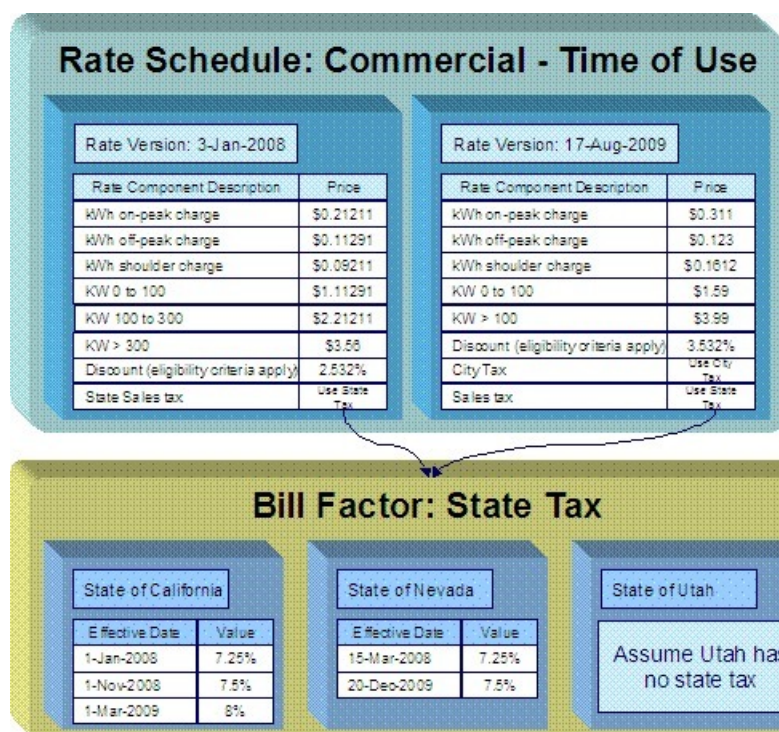 Rate Schedule: Commercial - Time of Use
Rate Version: 3-Jan-2008
Rate Component Description Price
kWh on-peak charge $0.21211
kWh off-peak charge $0.11291
kWh shoulder charge $0.09211
KW 0 to 100 $1.11291
KW 100 to 300 $2.21211
KW > 300 $3.56
Discount (eligibility criteria apply) 2.532%
State Sales tax Use State Tax
Rate Version: 17-Aug-2009
Rate Component Description Price
kWh on-peak charge $0.311
kWh off-peak charge $0.123
kWh shoulder charge $0.1612
KW 0 to 100 $1.59
KW > 100 $3.99
Discount (eligibility criteria apply) 3.532%
City Tax Use City Tax
Sales tax Use State Tax
Bill Factor: State Tax
State of California
Effective Date Value
1-Jan-2008 7.25%
1-Nov-2008 7.5%
1-Mar-2009 8%
State of Nevada
Effective Date Value
15-Mar-2008 7.25%
20-Dec-2009 7.5%
State of Utah
Assume Utah has
no state tax